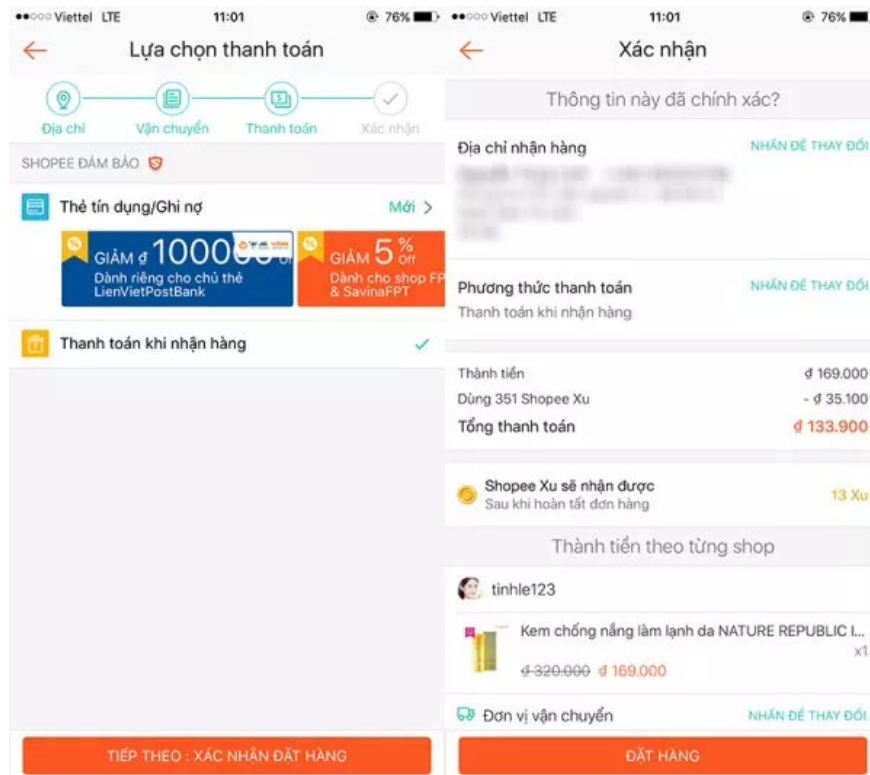 Viettel LTE 11:01 76%
Lựa chọn thanh toán
Địa chỉ Vận chuyển Thanh toán Xác nhận
SHOPEE ĐẢM BẢO
Thẻ tín dụng/Ghi nợ Mới >
GIẢM ₫ 1000
Dành riêng cho chủ thẻ
LienVietPostBank
GIẢM 5% Off
Dành cho shop FP
& SavinaFPT
Thanh toán khi nhận hàng
TIẾP THEO : XÁC NHẬN ĐẶT HÀNG
Viettel LTE 11:01 76%
Xác nhận
Thông tin này đã chính xác?
Địa chỉ nhận hàng NHẤN ĐỂ THAY ĐỔI
Phương thức thanh toán NHẤN ĐỂ THAY ĐỔI
Thanh toán khi nhận hàng
Thành tiền ₫ 169.000
Dùng 351 Shopee Xu - ₫ 35.100
Tổng thanh toán ₫ 133.900
Shopee Xu sẽ nhận được
Sau khi hoàn tất đơn hàng 13 Xu
Thành tiền theo từng shop
tinhle123
Kem chống nắng làm lạnh da NATURE REPUBLIC I...
x1
₫ 320.000 ₫ 169.000
Đơn vị vận chuyển NHẤN ĐỂ THAY ĐỔI
ĐẶT HÀNG